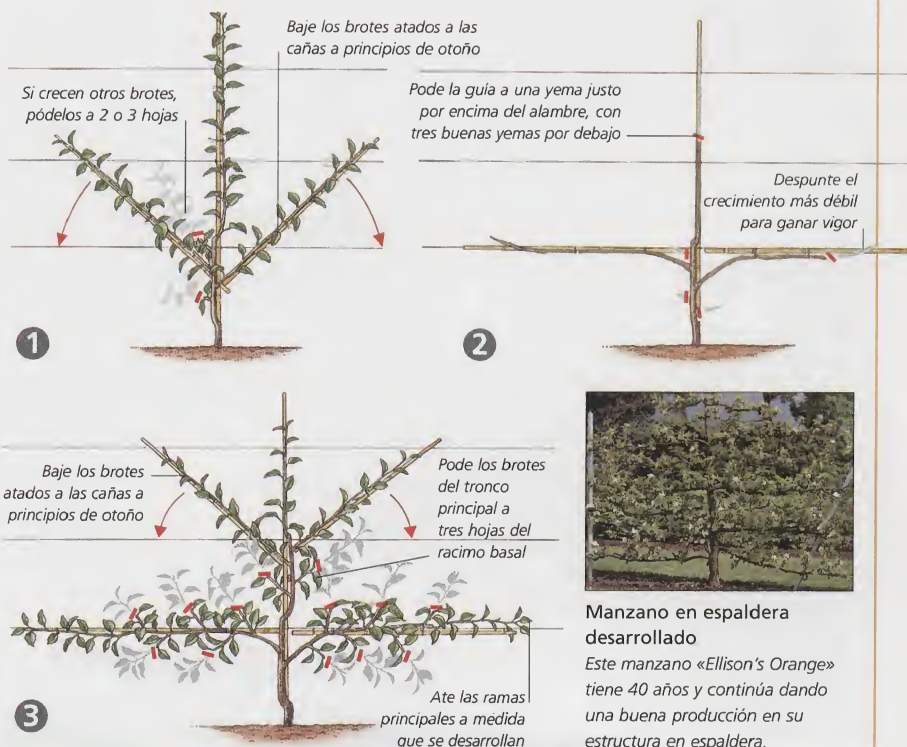 Baje los brotes atados a las
cañas a principios de otoño
Si crecen otros brotes,
pódelos a 2 o 3 hojas
1
Pode la guía a una yema justo
por encima del alambre, con
tres buenas yemas por debajo
Despunte el
crecimiento más débil
para ganar vigor
2
Baje los brotes
atados a las cañas a
principios de otoño
Pode los brotes
del tronco
principal a
tres hojas del
racimo basal
Ate las ramas
principales a medida
que se desarrollan
3
Manzano en espaldera
desarrollado
Este manzano «Ellison's Orange»
tiene 40 años y continúa dando
una buena producción en su
estructura en espaldera.